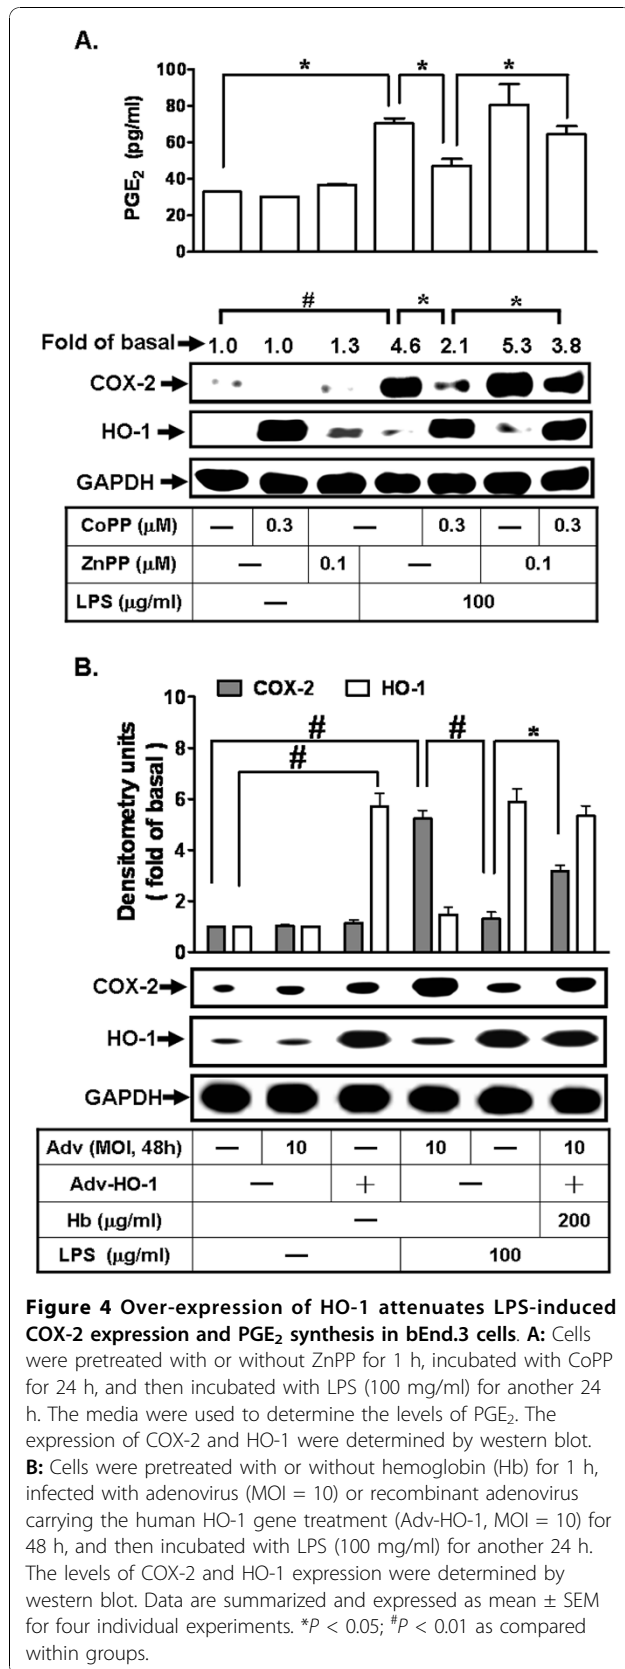 A.
PGE2 (pg/ml)
100
80
60
40
20
0
* * *
# * *
Fold of basal 1.0 1.0 1.3 4.6 2.1 5.3 3.8
COX-2
HO-1
GAPDH
CoPP (μM) — 0.3 — 0.3 — 0.3
ZnPP (μM) — 0.1 — 0.1
LPS (μg/ml) — 100
B.
COX-2 HO-1
Densitometry units
( fold of basal )
10
8
6
4
2
0
# # *
#
COX-2
HO-1
GAPDH
Adv (MOI, 48h) — 10 — 10 — 10
Adv-HO-1 — + — +
Hb (μg/ml) — 200
LPS (μg/ml) — 100
Figure 4 Over-expression of HO-1 attenuates LPS-induced
COX-2 expression and PGE2 synthesis in bEnd.3 cells. A: Cells
were pretreated with or without ZnPP for 1 h, incubated with CoPP
for 24 h, and then incubated with LPS (100 mg/ml) for another 24
h. The media were used to determine the levels of PGE2. The
expression of COX-2 and HO-1 were determined by western blot.
B: Cells were pretreated with or without hemoglobin (Hb) for 1 h,
infected with adenovirus (MOI = 10) or recombinant adenovirus
carrying the human HO-1 gene treatment (Adv-HO-1, MOI = 10) for
48 h, and then incubated with LPS (100 mg/ml) for another 24 h.
The levels of COX-2 and HO-1 expression were determined by
western blot. Data are summarized and expressed as mean ± SEM
for four individual experiments. *P < 0.05; #P < 0.01 as compared
within groups.